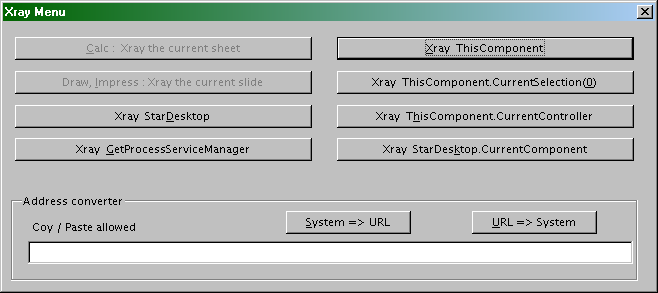 Xray Menu
Calc : Xray the current sheet
Xray ThisComponent
Draw, Impress : Xray the current slide
Xray ThisComponent.CurrentSelection(0)
Xray StarDesktop
Xray ThisComponent.CurrentController
Xray GetProcessServiceManager
Xray StarDesktop.CurrentComponent
Address converter
Coy / Paste allowed
System => URL
URL => System